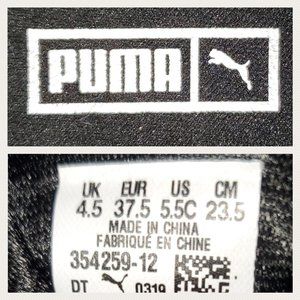 PUMA
UK EUR US CM
4.5 37.5 5.5C 23.5
MADE IN CHINA
FABRIQUÉ EN CHINE
354259-12
DT 0319